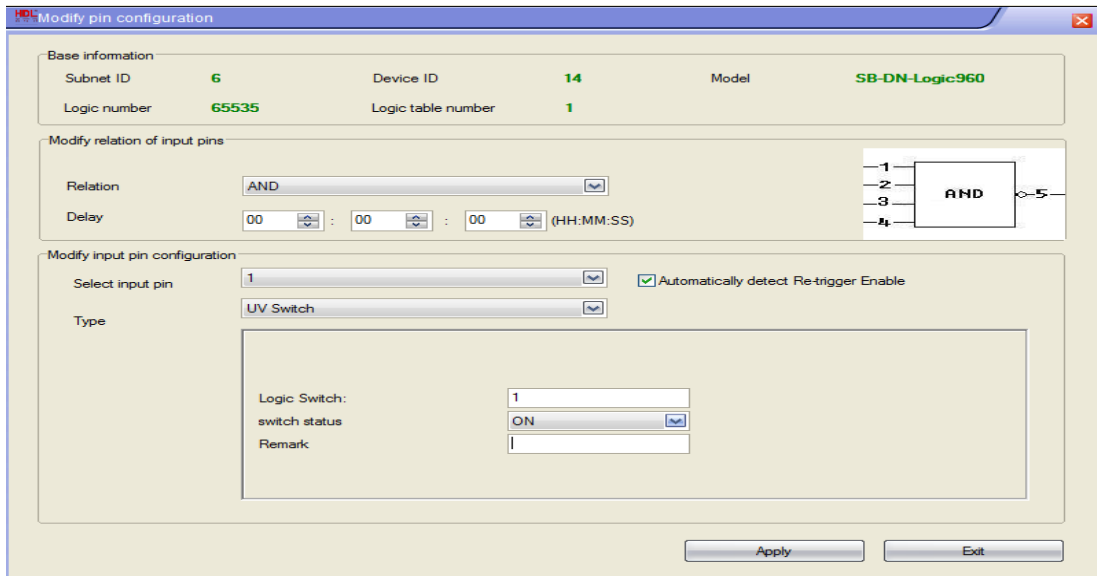 HDL Modify pin configuration
Base information
Subnet ID 6 Device ID 14 Model SB-DN-Logic960
Logic number 65535 Logic table number 1
Modify relation of input pins
Relation AND
Delay 00 : 00 : 00 (HH:MM:SS)
1
2
3
4
AND
5
Modify input pin configuration
Select input pin 1 Automatically detect Re-trigger Enable
Type UV Switch
Logic Switch: 1
switch status ON
Remark
Apply Exit